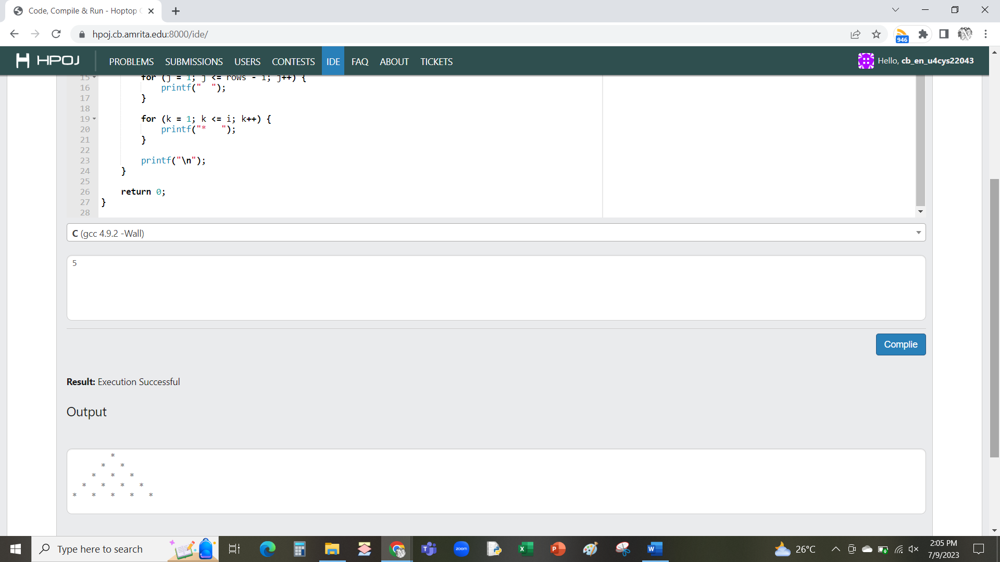 Code, Compile & Run - Hoptop
hpoj.cb.amrita.edu:8000/ide/
946
HPOJ
PROBLEMS SUBMISSIONS USERS CONTESTS IDE FAQ ABOUT TICKETS
Hello, cb_en_u4cys22043
15 for (j = 1; j <= rows - i; j++) {
16 printf("  ");
17 }
18
19 for (k = 1; k <= i; k++) {
20 printf("*   ");
21 }
22
23 printf("\n");
24 }
25
26 return 0;
27 }
28
C (gcc 4.9.2 -Wall)
5
Complie
Result: Execution Successful
Output
        *
      *   *
    *   *   *
  *   *   *   *
*   *   *   *   *
Type here to search
zoom
26°C
2:05 PM
7/9/2023